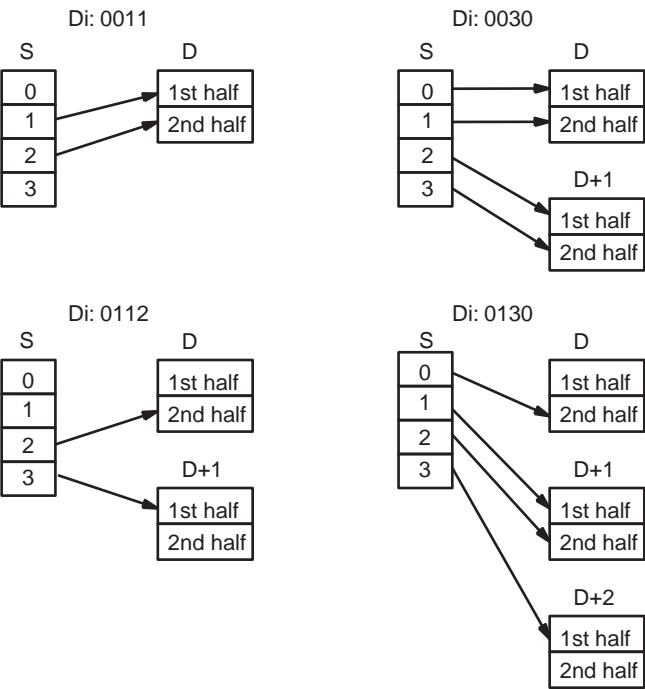 Di: 0011
S
D
0
1
2
3
1st half
2nd half
Di: 0030
S
D
0
1
2
3
1st half
2nd half
D+1
1st half
2nd half
Di: 0112
S
D
0
1
2
3
1st half
2nd half
D+1
1st half
2nd half
Di: 0130
S
D
0
1
2
3
1st half
2nd half
D+1
1st half
2nd half
D+2
1st half
2nd half